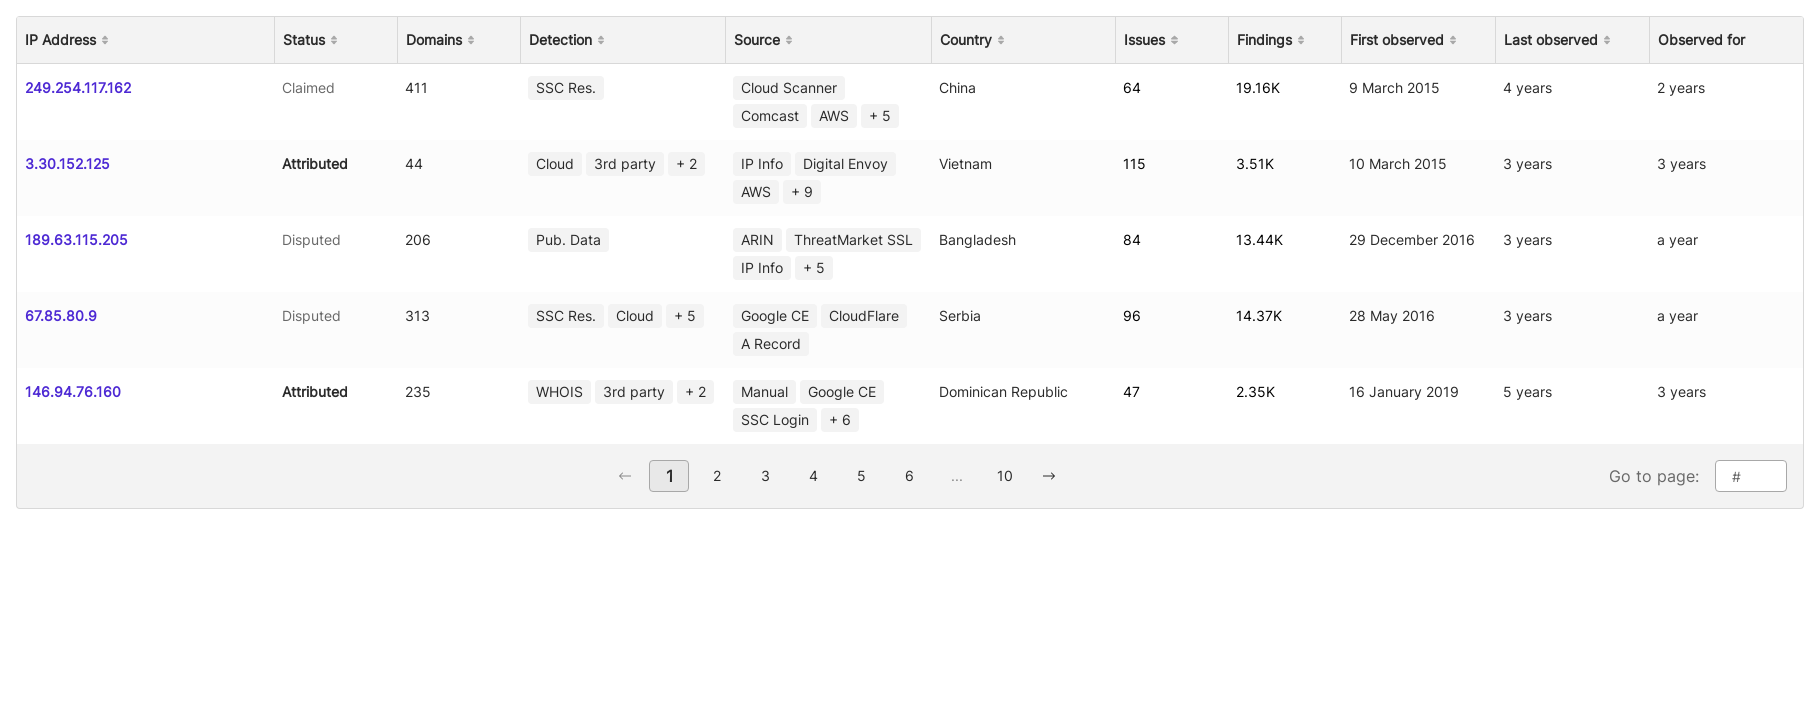 IP Address Status Domains Detection Source Country Issues Findings First observed Last observed Observed for
249.254.117.162 Claimed 411 SSC Res. Cloud Scanner China 64 19.16K 9 March 2015 4 years 2 years
Comcast AWS + 5
3.30.152.125 Attributed 44 Cloud 3rd party + 2 IP Info Digital Envoy Vietnam 115 3.51K 10 March 2015 3 years 3 years
AWS + 9
189.63.115.205 Disputed 206 Pub. Data ARIN ThreatMarket SSL Bangladesh 84 13.44K 29 December 2016 3 years a year
IP Info + 5
67.85.80.9 Disputed 313 SSC Res. Cloud + 5 Google CE CloudFlare Serbia 96 14.37K 28 May 2016 3 years a year
A Record
146.94.76.160 Attributed 235 WHOIS 3rd party + 2 Manual Google CE Dominican Republic 47 2.35K 16 January 2019 5 years 3 years
SSC Login + 6
← 1 2 3 4 5 6 ... 10 → Go to page: #